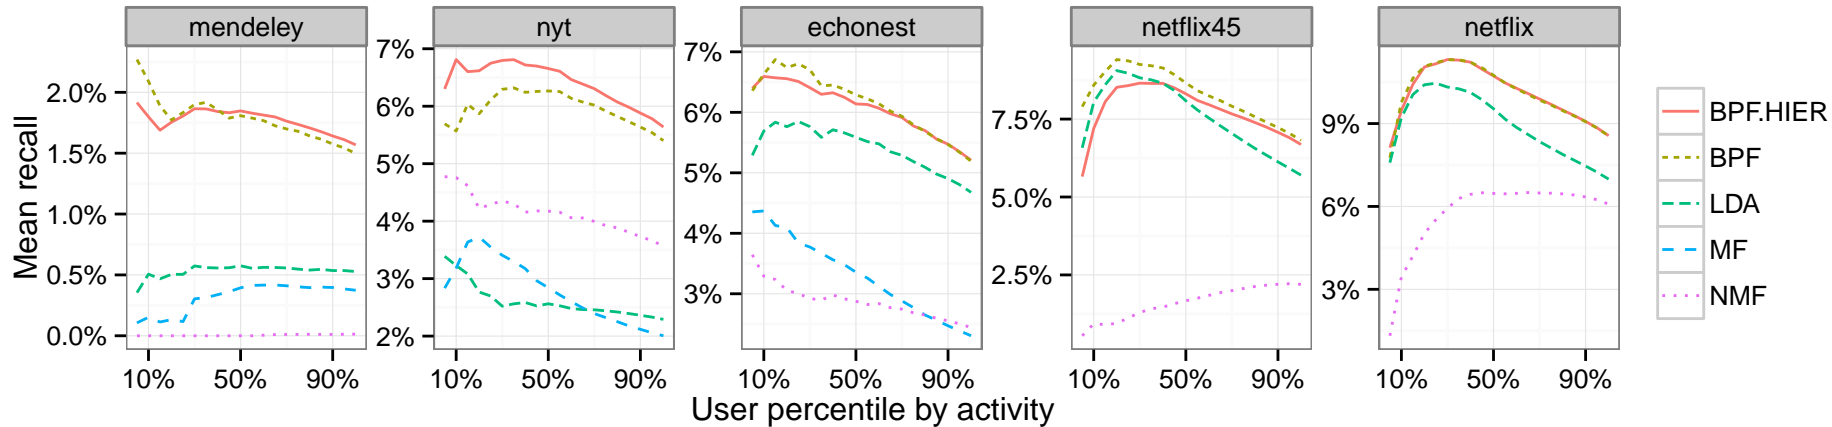 mendeley nyt echonest netflix45 netflix
Mean recall
2.0%
1.5%
1.0%
0.5%
0.0%
7%
6%
5%
4%
3%
2%
7%
6%
5%
4%
3%
7.5%
5.0%
2.5%
9%
6%
3%
10% 50% 90% 10% 50% 90% 10% 50% 90% 10% 50% 90% 10% 50% 90%
User percentile by activity
BPF.HIER
BPF
LDA
MF
NMF